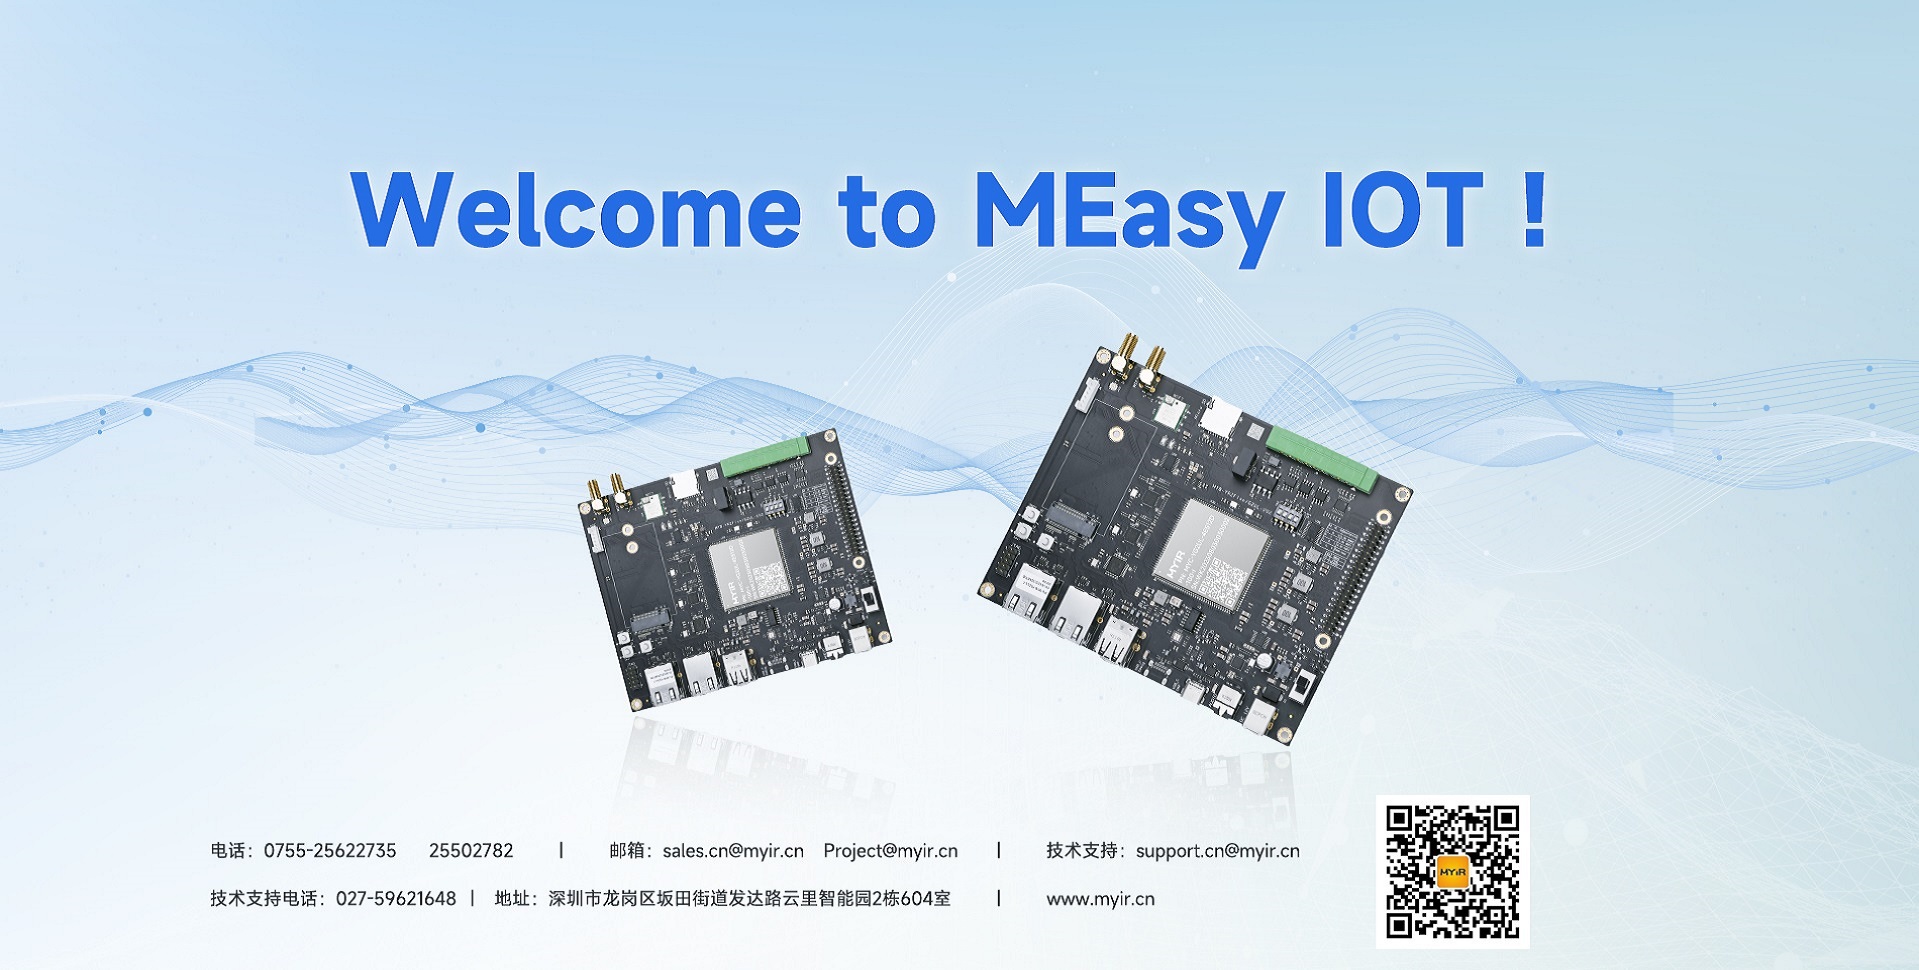 Welcome to MEasy IOT !
MYiR
MYiR
电话：0755-25622735 25502782 | 邮箱：sales.cn@myir.cn Project@myir.cn | 技术支持：support.cn@myir.cn
技术支持电话：027-59621648 | 地址：深圳市龙岗区坂田街道发达路云里智能园2栋604室 | www.myir.cn
MYiR